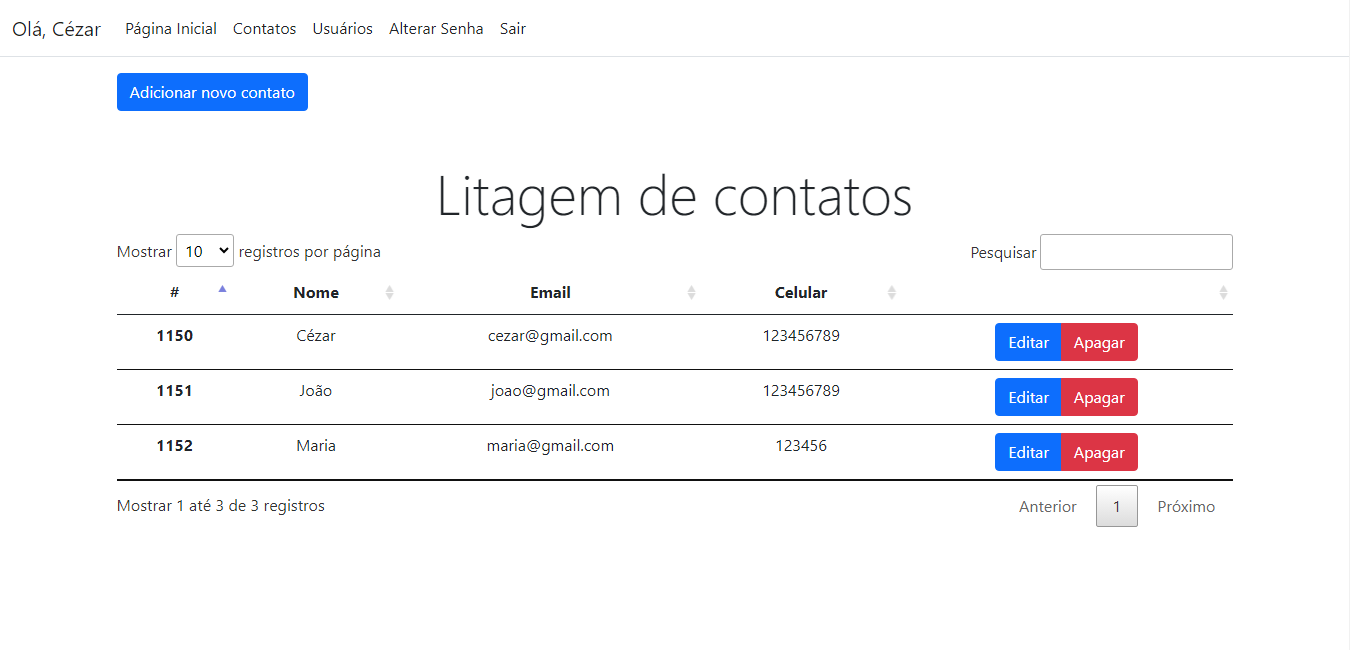 Olá, Cézar Página Inicial Contatos Usuários Alterar Senha Sair
Adicionar novo contato
Litagem de contatos
Mostrar 10 registros por página Pesquisar
# Nome Email Celular
1150 Cézar cezar@gmail.com 123456789 Editar Apagar
1151 João joao@gmail.com 123456789 Editar Apagar
1152 Maria maria@gmail.com 123456 Editar Apagar
Mostrar 1 até 3 de 3 registros Anterior 1 Próximo